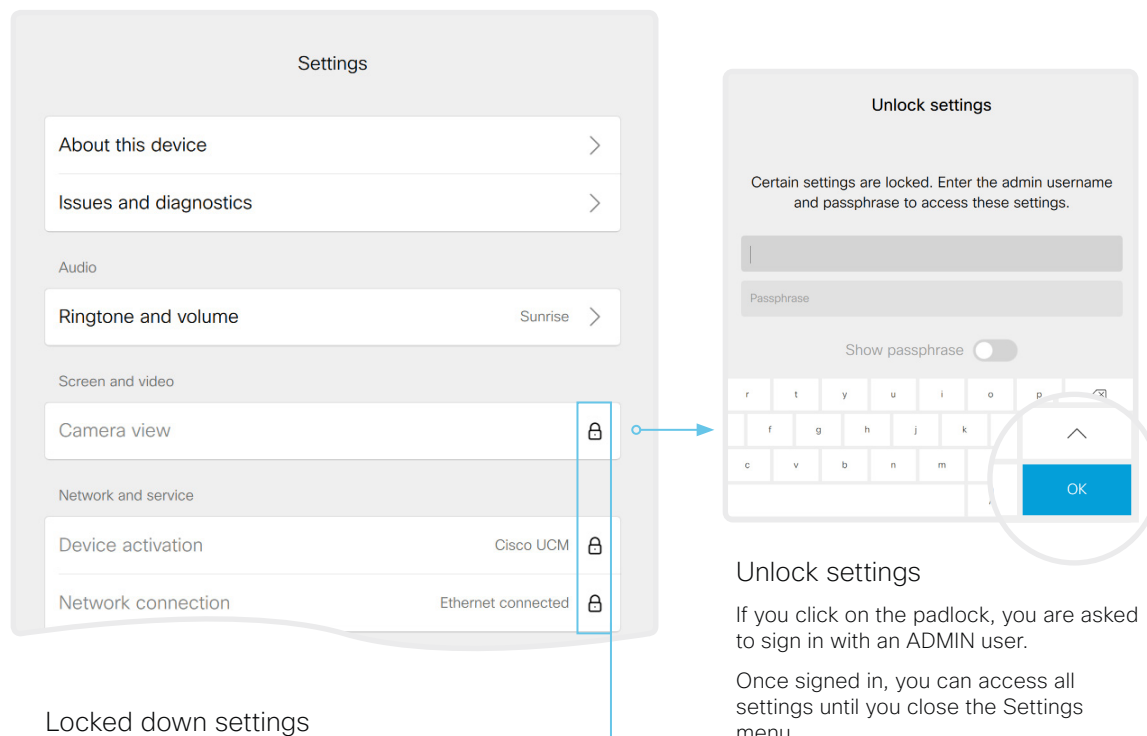 Settings
About this device
Issues and diagnostics
Audio
Ringtone and volume Sunrise
Screen and video
Camera view
Network and service
Device activation Cisco UCM
Network connection Ethernet connected
Locked down settings
Unlock settings
Certain settings are locked. Enter the admin username
and passphrase to access these settings.
Passphrase
Show passphrase
r t y u i o p
f g h j k
c v b n m
OK
Unlock settings
If you click on the padlock, you are asked
to sign in with an ADMIN user.
Once signed in, you can access all
settings until you close the Settings
menu